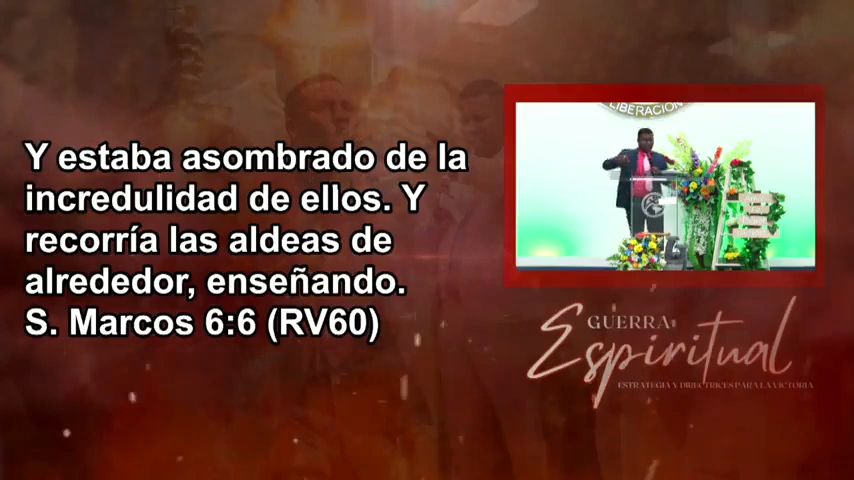 Y estaba asombrado de la
incredulidad de ellos. Y
recorría las aldeas de
alrededor, enseñando.
S. Marcos 6:6 (RV60)
LIBERACION
GUERRA
Espiritual
ESTRATEGIA Y DIRECTRICES PARA LA VICTORIA